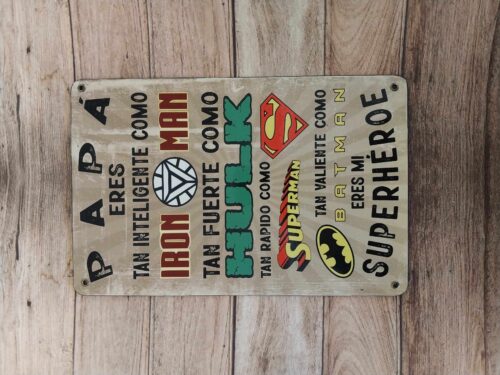 PAPÁ
ERES
TAN INTELIGENTE COMO
IRON MAN
TAN FUERTE COMO
HULK
TAN RAPIDO COMO
S
SUPERMAN
TAN VALIENTE COMO
BATMAN
ERES MI
SUPERHÉROE